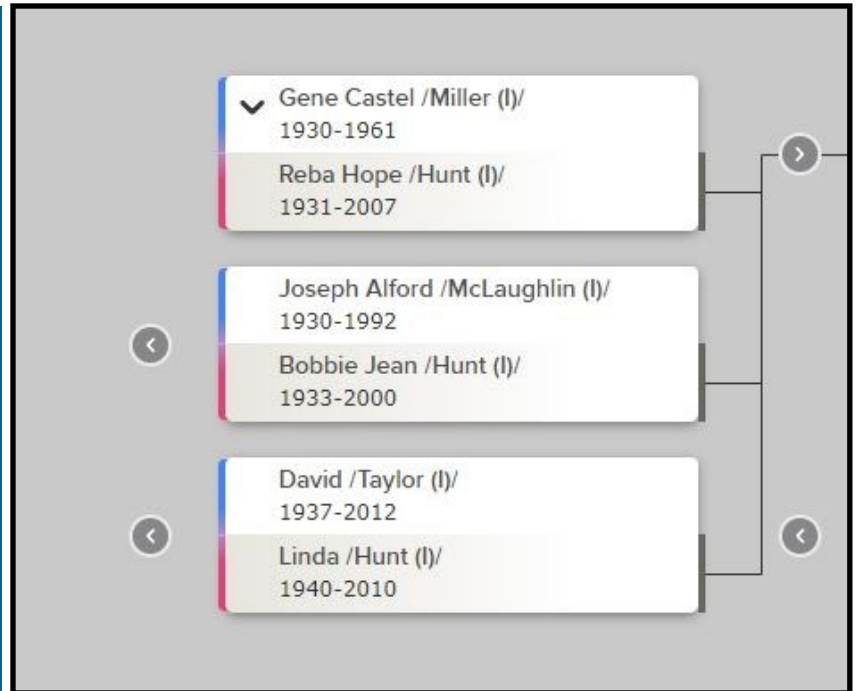 Gene Castel /Miller (I)/
1930-1961
Reba Hope /Hunt (I)/
1931-2007
Joseph Alford /McLaughlin (I)/
1930-1992
Bobbie Jean /Hunt (I)/
1933-2000
David /Taylor (I)/
1937-2012
Linda /Hunt (I)/
1940-2010